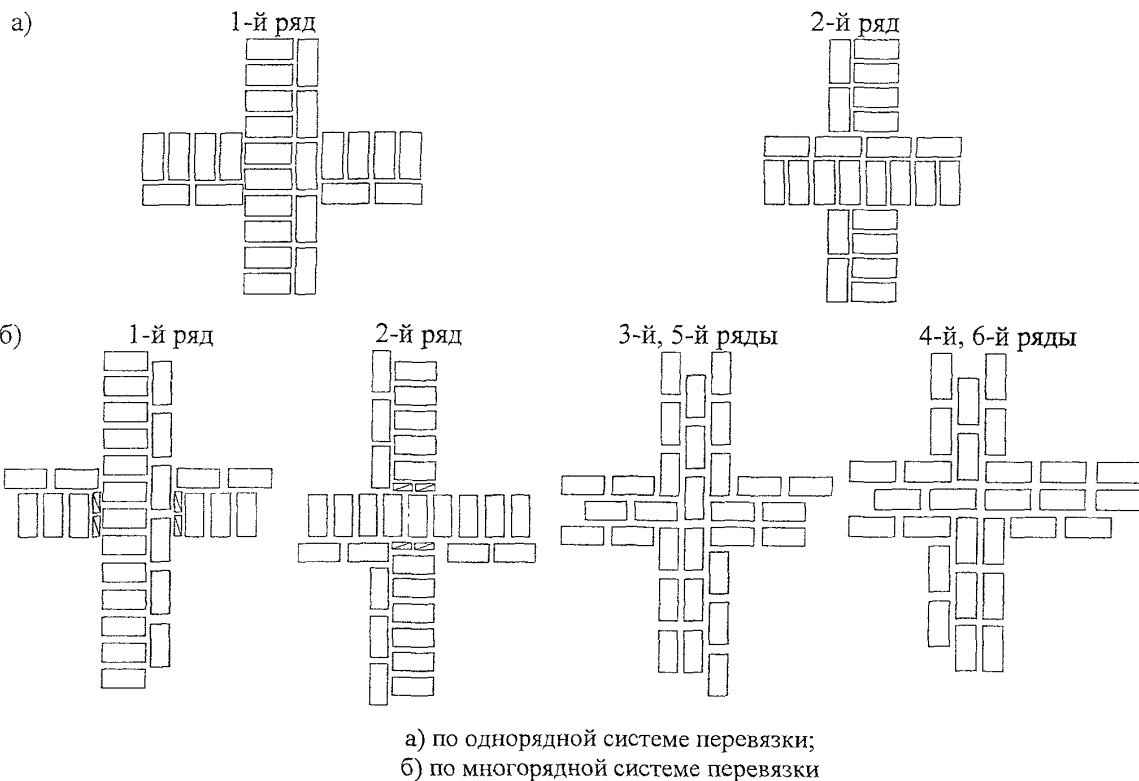 а)
1-й ряд
2-й ряд
б)
1-й ряд
2-й ряд
3-й, 5-й ряды
4-й, 6-й ряды
а) по однорядной системе перевязки;
б) по многорядной системе перевязки